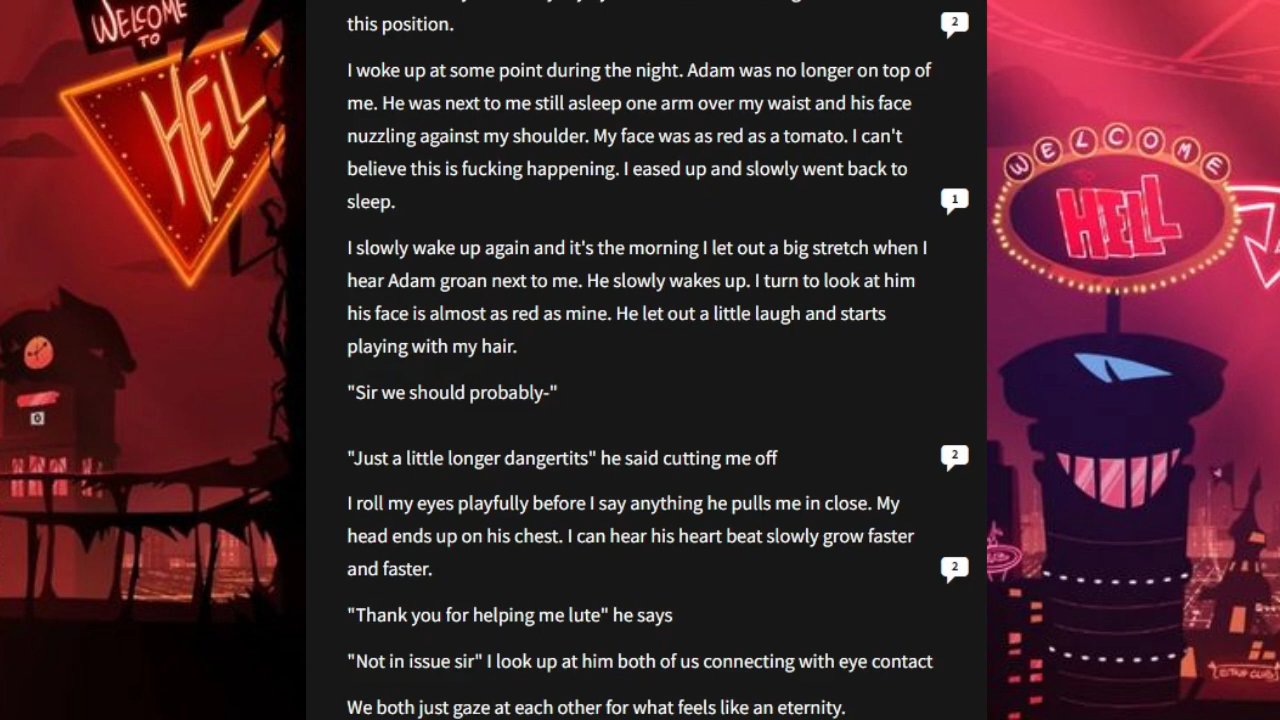 WELCOME
TO
HELL
this position.
2
I woke up at some point during the night. Adam was no longer on top of
me. He was next to me still asleep one arm over my waist and his face
nuzzling against my shoulder. My face was as red as a tomato. I can't
believe this is fucking happening. I eased up and slowly went back to
sleep.
1
I slowly wake up again and it's the morning I let out a big stretch when I
hear Adam groan next to me. He slowly wakes up. I turn to look at him
his face is almost as red as mine. He let out a little laugh and starts
playing with my hair.
"Sir we should probably-"
"Just a little longer dangertits" he said cutting me off
2
I roll my eyes playfully before I say anything he pulls me in close. My
head ends up on his chest. I can hear his heart beat slowly grow faster
and faster.
2
"Thank you for helping me lute" he says
"Not in issue sir" I look up at him both of us connecting with eye contact
We both just gaze at each other for what feels like an eternity.
WELCOME
TO
HELL